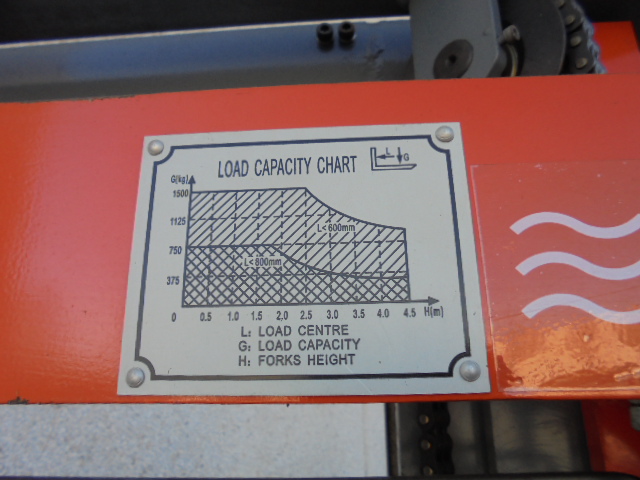 LOAD CAPACITY CHART
L
G
G(kg)
1500
1125
L<600mm
750
L<800mm
375
0 0.5 1.0 1.5 2.0 2.5 3.0 3.5 4.0 4.5 H(m)
L: LOAD CENTRE
G: LOAD CAPACITY
H: FORKS HEIGHT